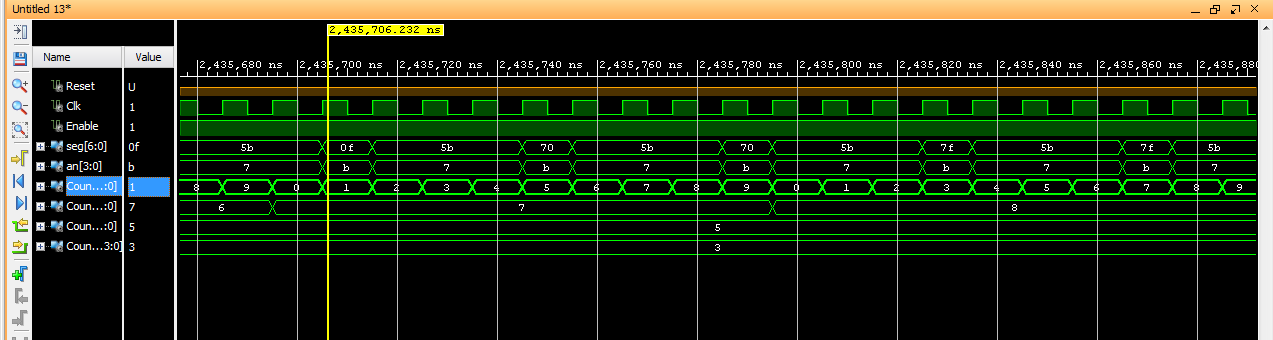 Untitled 13*
2,435,706.232 ns
Name Value
2,435,680 ns 2,435,700 ns 2,435,720 ns 2,435,740 ns 2,435,760 ns 2,435,780 ns 2,435,800 ns 2,435,820 ns 2,435,840 ns 2,435,860 ns 2,435,880
Reset U
Clk 1
Enable 1
seg[6:0] 0f 5b 0f 5b 70 5b 70 5b 7f 5b 7f 5b
an[3:0] b 7 b 7 b 7 b 7 b 7 b 7
Coun...:0] 1 8 9 0 1 2 3 4 5 6 7 8 9 0 1 2 3 4 5 6 7 8 9
Coun...:0] 7 6 7 8
Coun...:0] 5 5
Coun...3:0] 3 3